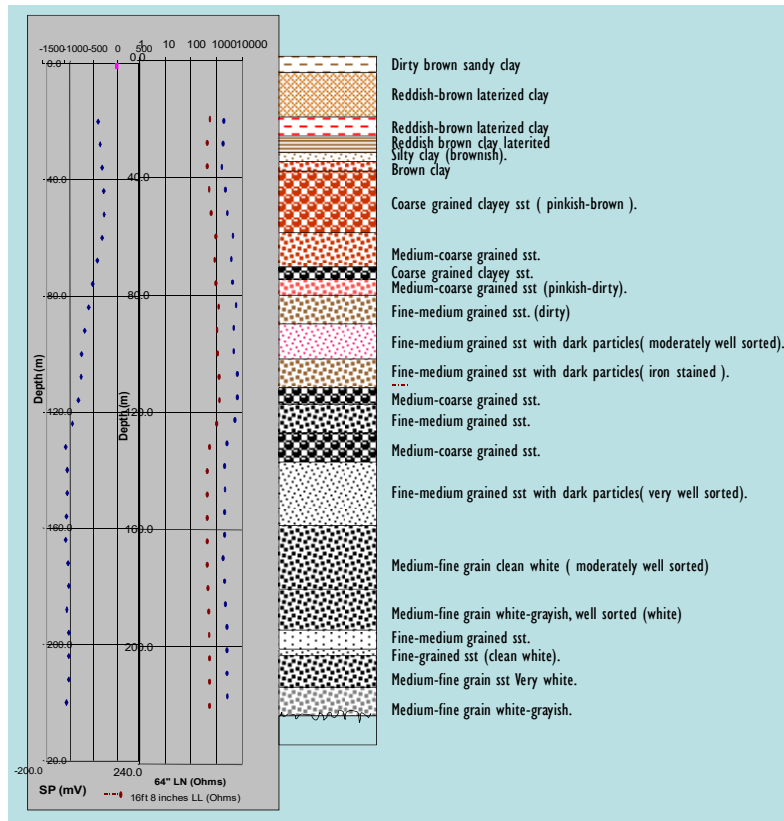 1 10 100 1000 10000
-1500 -1000 -500 0 500
0.0
0.0
40.0
40.0
80.0
80.0
Depth (m)
Depth (m)
120.0
120.0
160.0
160.0
200.0
200.0
20.0
-200.0
240.0
SP (mV)
64" LN (Ohms)
16ft 8 inches LL (Ohms)
Dirty brown sandy clay
Reddish-brown laterized clay
Reddish-brown laterized clay
Reddish brown clay laterited
Silty clay (brownish).
Brown clay
Coarse grained clayey sst ( pinkish-brown ).
Medium-coarse grained sst.
Coarse grained clayey sst.
Medium-coarse grained sst (pinkish-dirty).
Fine-medium grained sst. (dirty)
Fine-medium grained sst with dark particles( moderately well sorted).
Fine-medium grained sst with dark particles( iron stained ).
Medium-coarse grained sst.
Fine-medium grained sst.
Medium-coarse grained sst.
Fine-medium grained sst with dark particles( very well sorted).
Medium-fine grain clean white ( moderately well sorted)
Medium-fine grain white-grayish, well sorted (white)
Fine-medium grained sst.
Fine-grained sst (clean white).
Medium-fine grain sst Very white.
Medium-fine grain white-grayish.